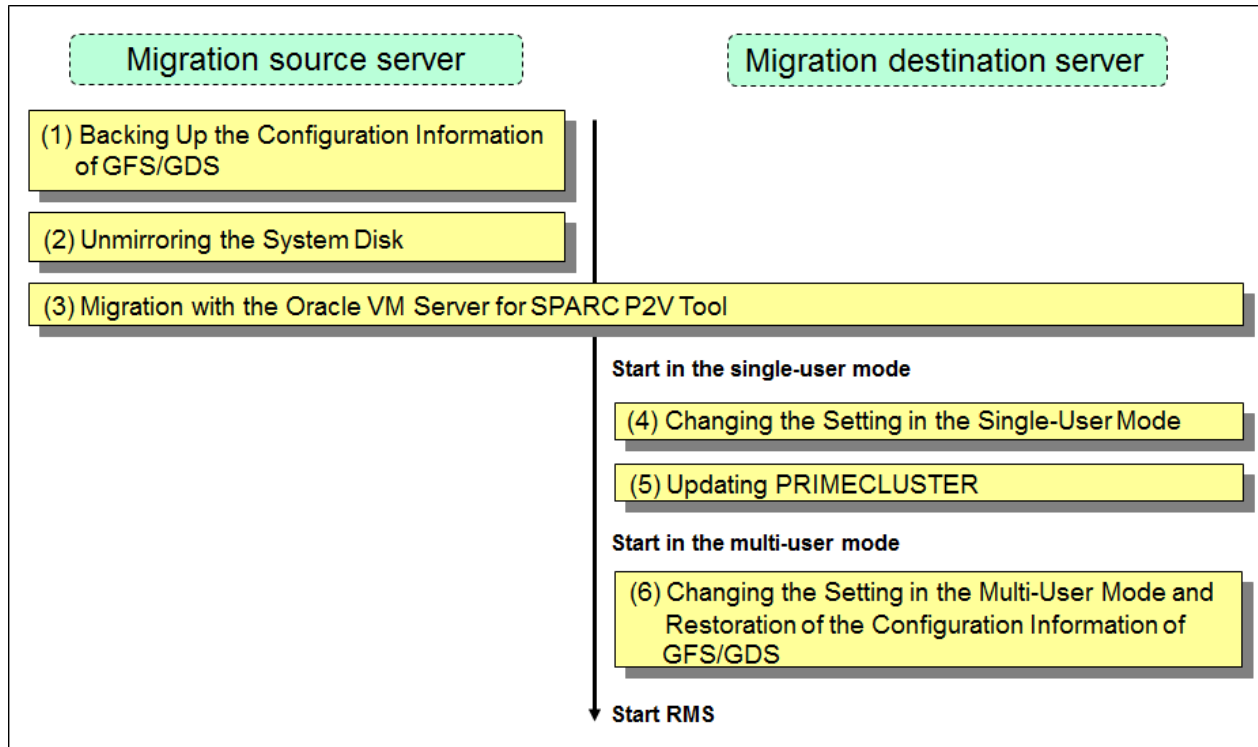 Migration source server
Migration destination server
(1) Backing Up the Configuration Information
of GFS/GDS
(2) Unmirroring the System Disk
(3) Migration with the Oracle VM Server for SPARC P2V Tool
Start in the single-user mode
(4) Changing the Setting in the Single-User Mode
(5) Updating PRIMECLUSTER
Start in the multi-user mode
(6) Changing the Setting in the Multi-User Mode and
Restoration of the Configuration Information of
GFS/GDS
Start RMS